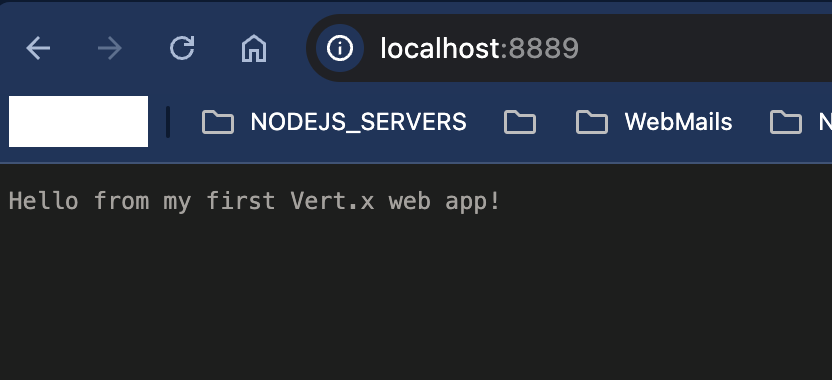 localhost:8889
NODEJS_SERVERS WebMails N
Hello from my first Vert.x web app!